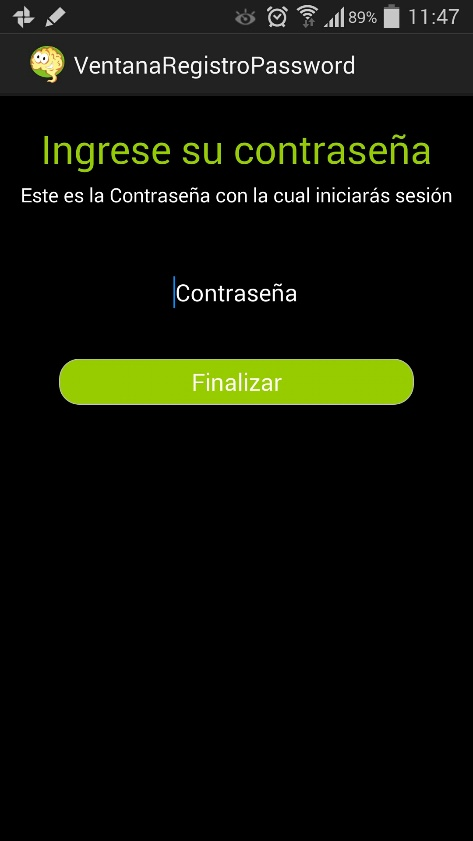 89% 11:47
VentanaRegistroPassword
Ingrese su contraseña
Este es la Contraseña con la cual iniciarás sesión
Contraseña
Finalizar